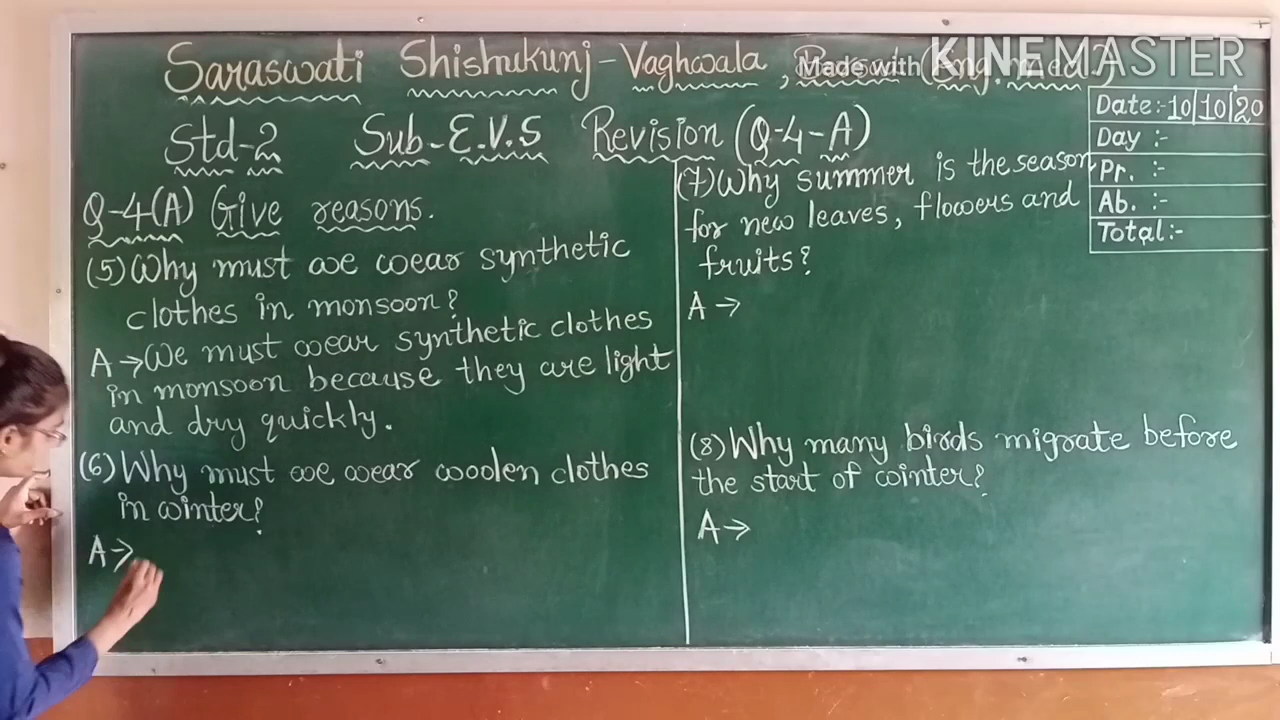 Saraswati Shishukunj - Vaghwala, (Eng. med.)
Made with KINEMASTER
Std-2 Sub-E.V.S Revision (Q-4-A)
Date:-10/10/20
Day :-
Pr. :-
Ab. :-
Total:-
Q-4(A) Give reasons.
(5) Why must we wear synthetic
clothes in monsoon?
A → We must wear synthetic clothes
in monsoon because they are light
and dry quickly.
(6) Why must we wear woolen clothes
in winter?
A →
(7) Why summer is the season
for new leaves, flowers and
fruits?
A →
(8) Why many birds migrate before
the start of winter?
A →